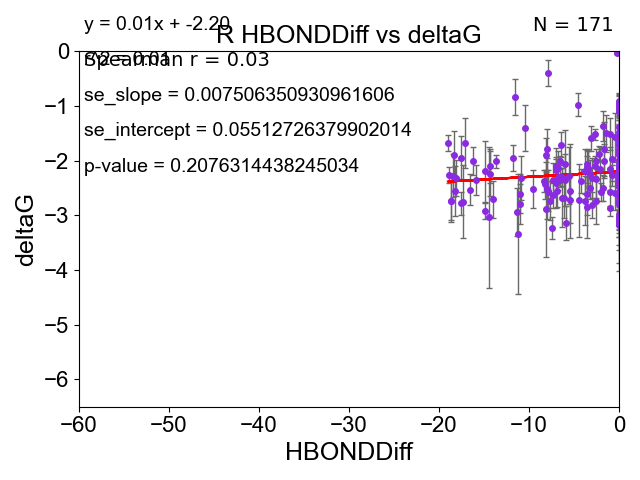 y = 0.01x + -2.20
R HBONDDiff vs deltaG
N = 171
Spearman r = 0.03
se_slope = 0.007506350930961606
se_intercept = 0.05512726379902014
p-value = 0.2076314438245034
deltaG
0
−1
−2
−3
−4
−5
−6
−60
−50
−40
−30
−20
−10
0
HBONDDiff